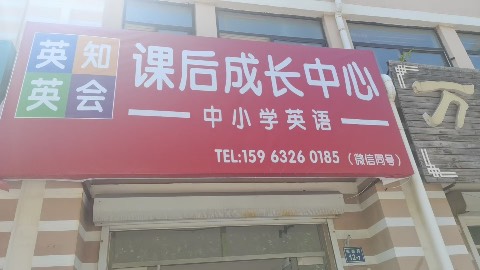 英知
英会
课后成长中心
中小学英语
TEL:159 6326 0185（微信同号）
万